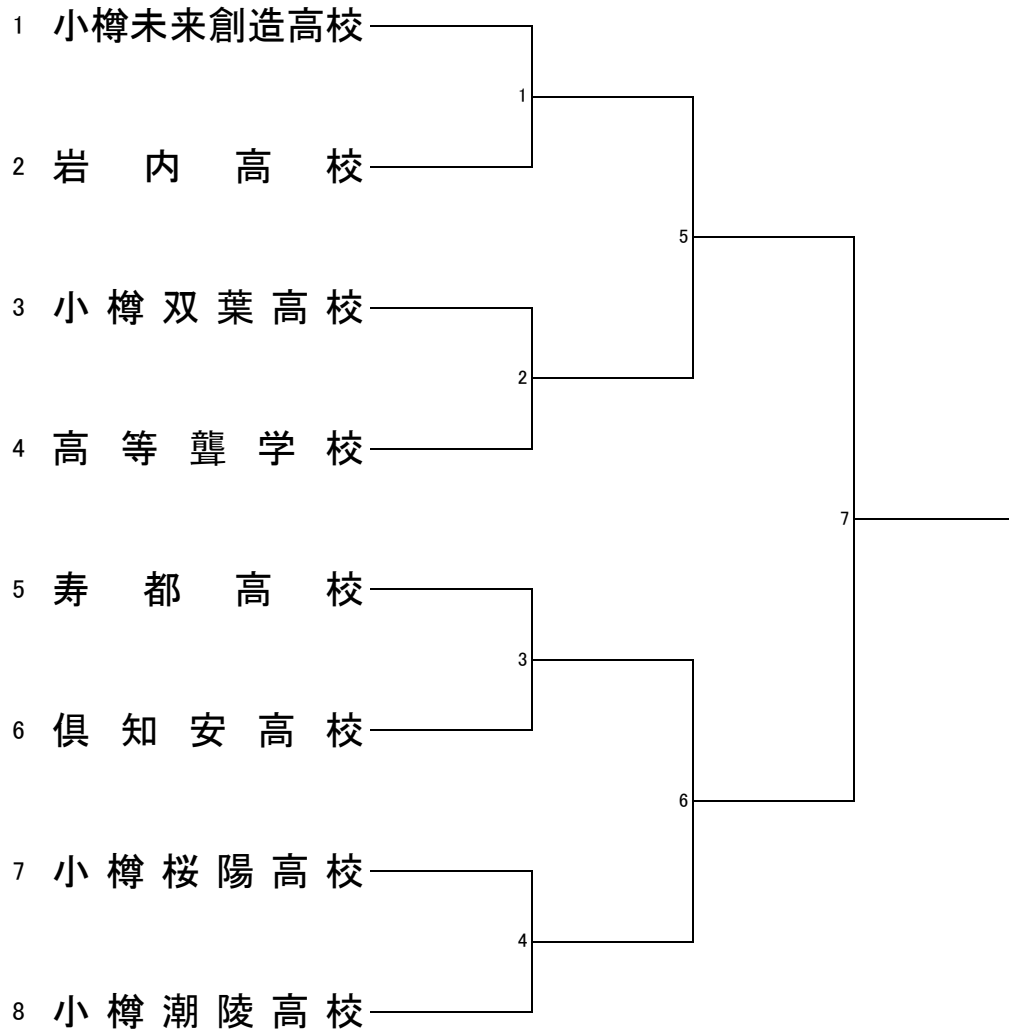 1 小樽未来創造高校
1
2 岩内高校
5
3 小樽双葉高校
2
4 高等聾学校
7
5 寿都高校
3
6 倶知安高校
6
7 小樽桜陽高校
4
8 小樽潮陵高校